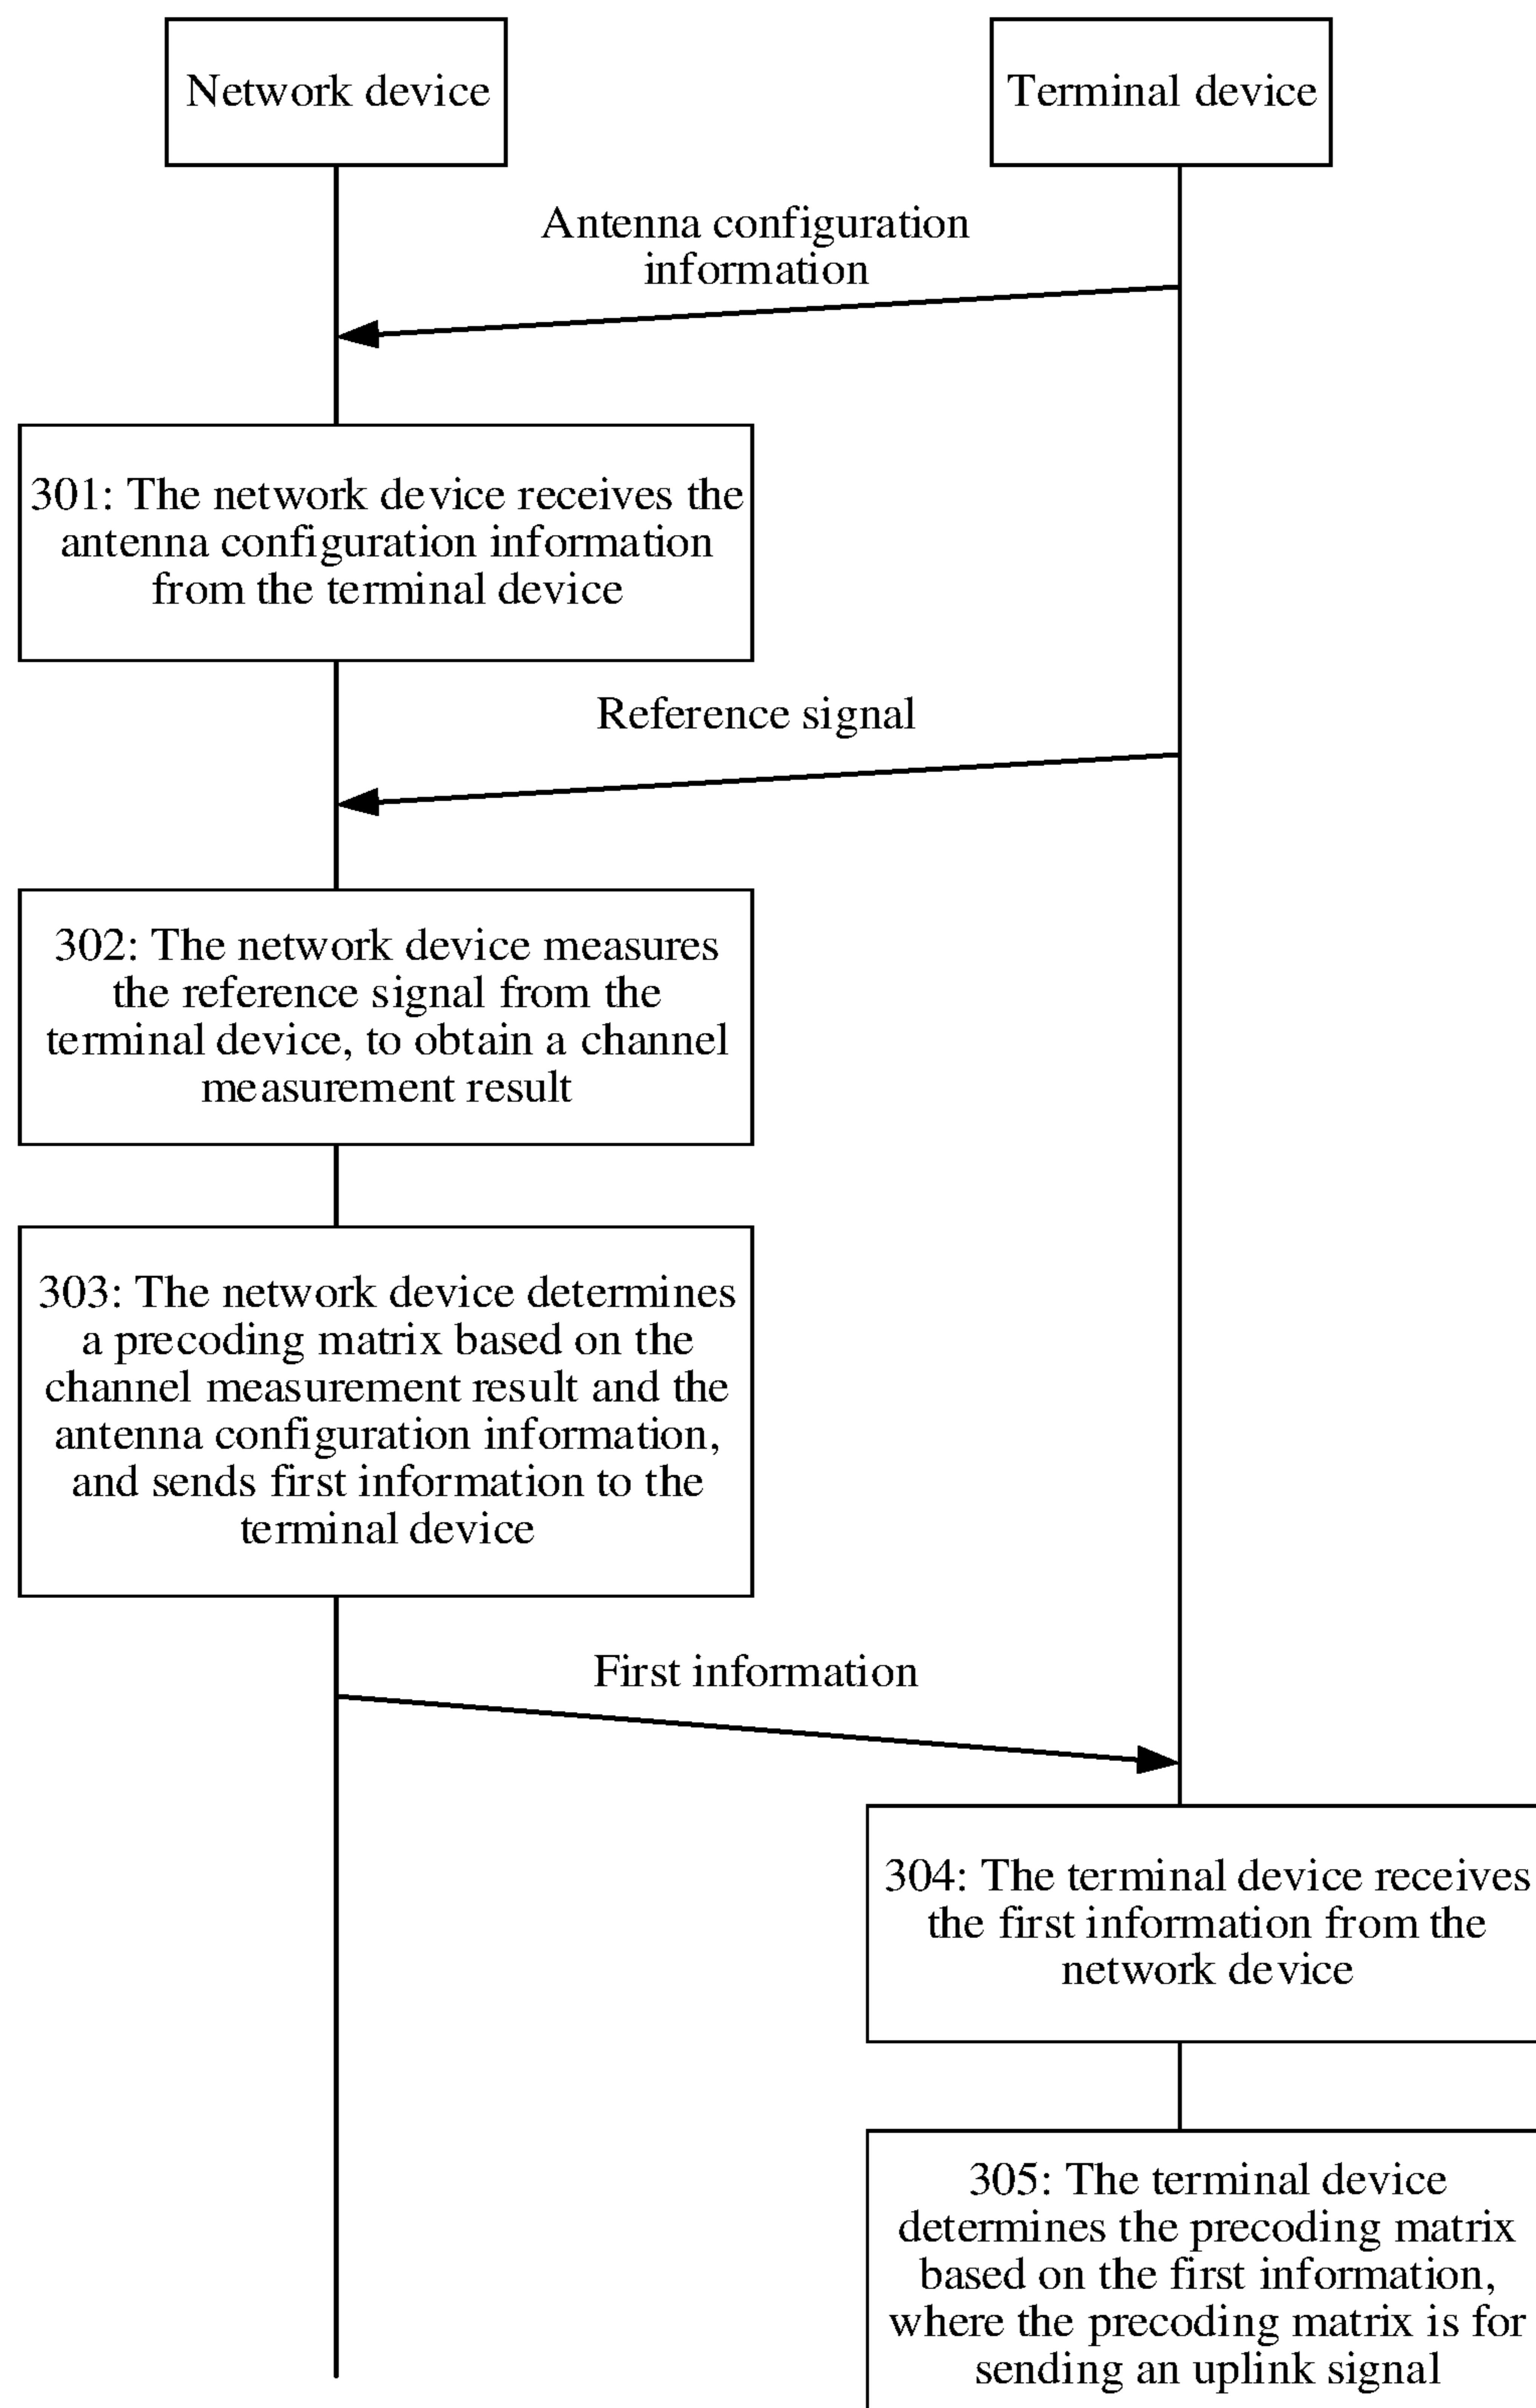 Network device
Terminal device
Antenna configuration
information
301: The network device receives the
antenna configuration information
from the terminal device
Reference signal
302: The network device measures
the reference signal from the
terminal device, to obtain a channel
measurement result
303: The network device determines
a precoding matrix based on the
channel measurement result and the
antenna configuration information,
and sends first information to the
terminal device
First information
304: The terminal device receives
the first information from the
network device
305: The terminal device
determines the precoding matrix
based on the first information,
where the precoding matrix is for
sending an uplink signal